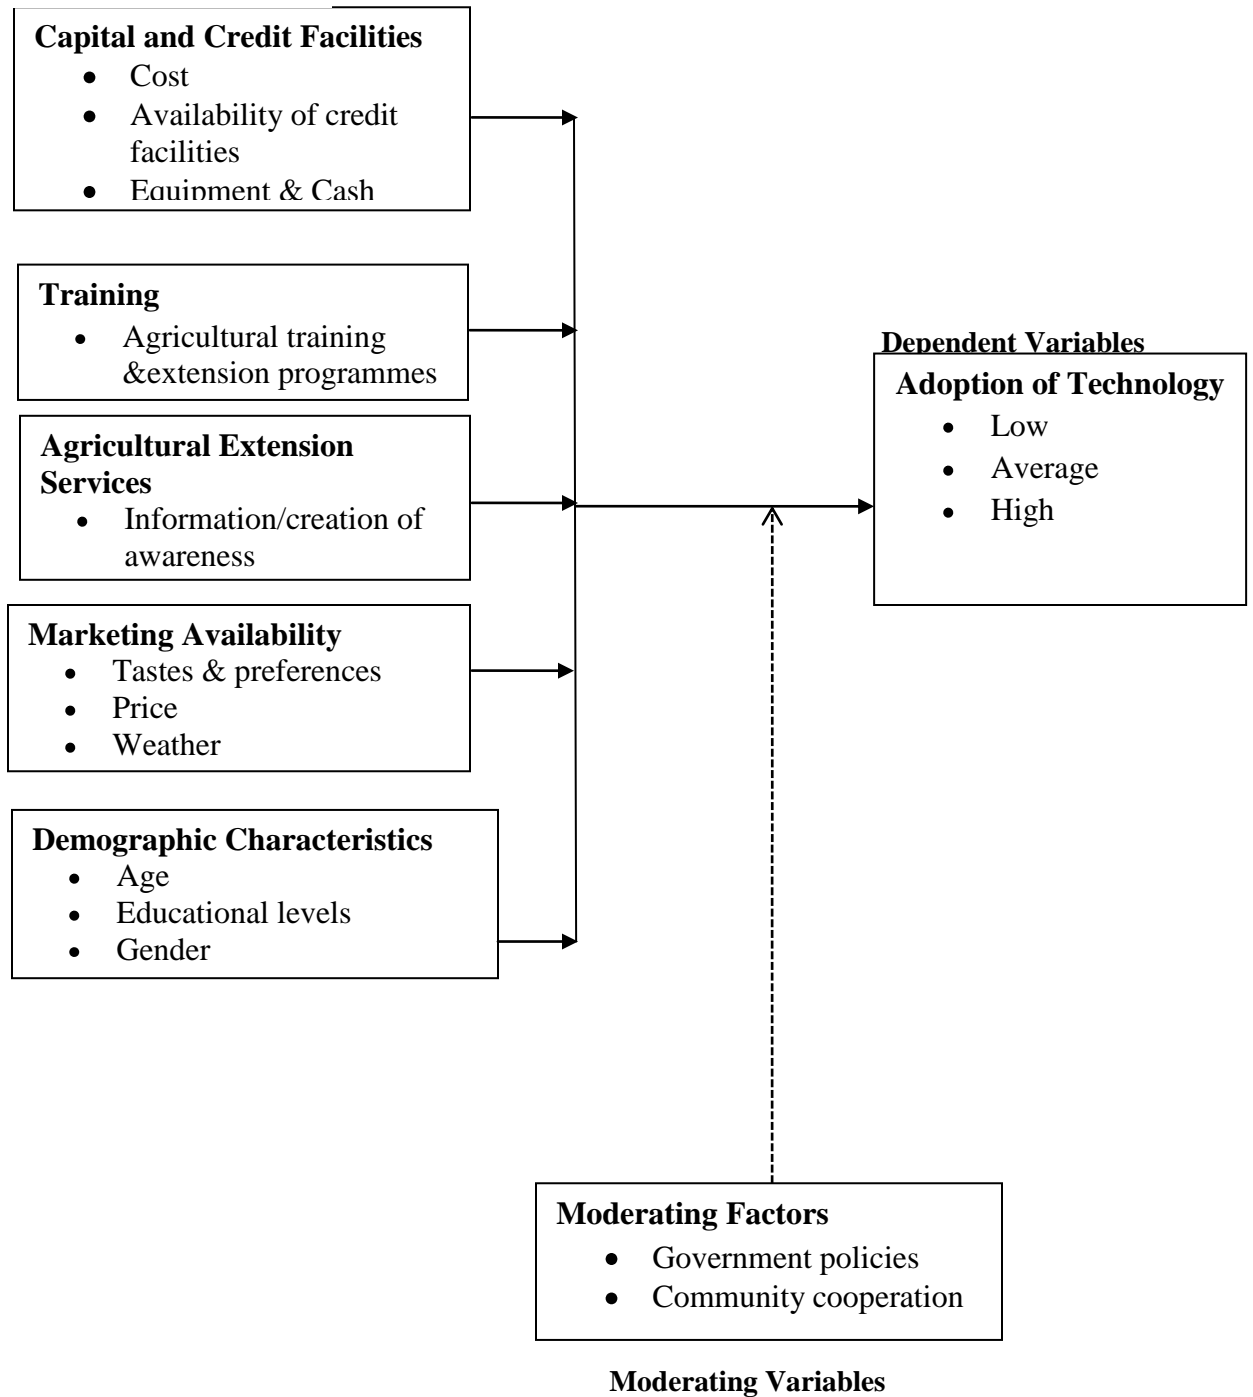 Capital and Credit Facilities
• Cost
• Availability of credit
facilities
• Equipment & Cash
Training
• Agricultural training
&extension programmes
Agricultural Extension
Services
• Information/creation of
awareness
Marketing Availability
• Tastes & preferences
• Price
• Weather
Demographic Characteristics
• Age
• Educational levels
• Gender
Dependent Variables
Adoption of Technology
• Low
• Average
• High
Moderating Factors
• Government policies
• Community cooperation
Moderating Variables